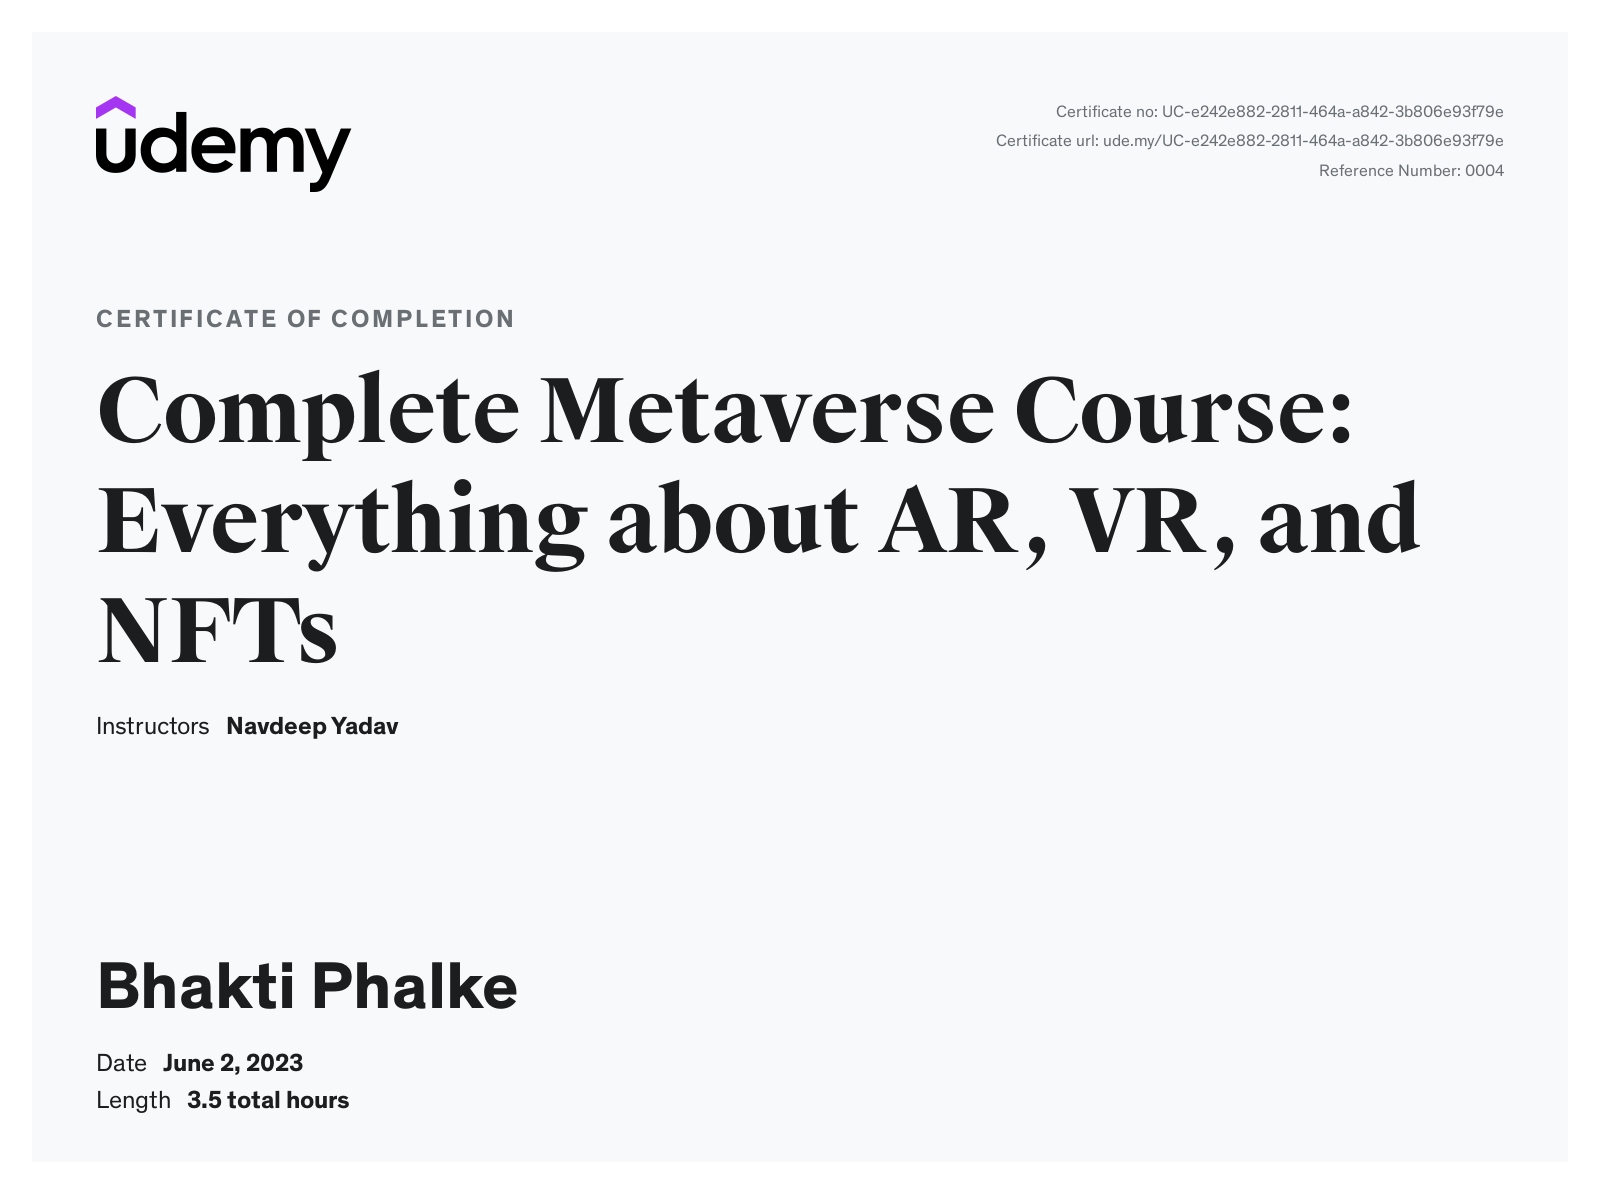 udemy
Certificate no: UC-e242e882-2811-464a-a842-3b806e93f79e
Certificate url: ude.my/UC-e242e882-2811-464a-a842-3b806e93f79e
Reference Number: 0004
CERTIFICATE OF COMPLETION
Complete Metaverse Course:
Everything about AR, VR, and
NFTs
Instructors Navdeep Yadav
Bhakti Phalke
Date June 2, 2023
Length 3.5 total hours